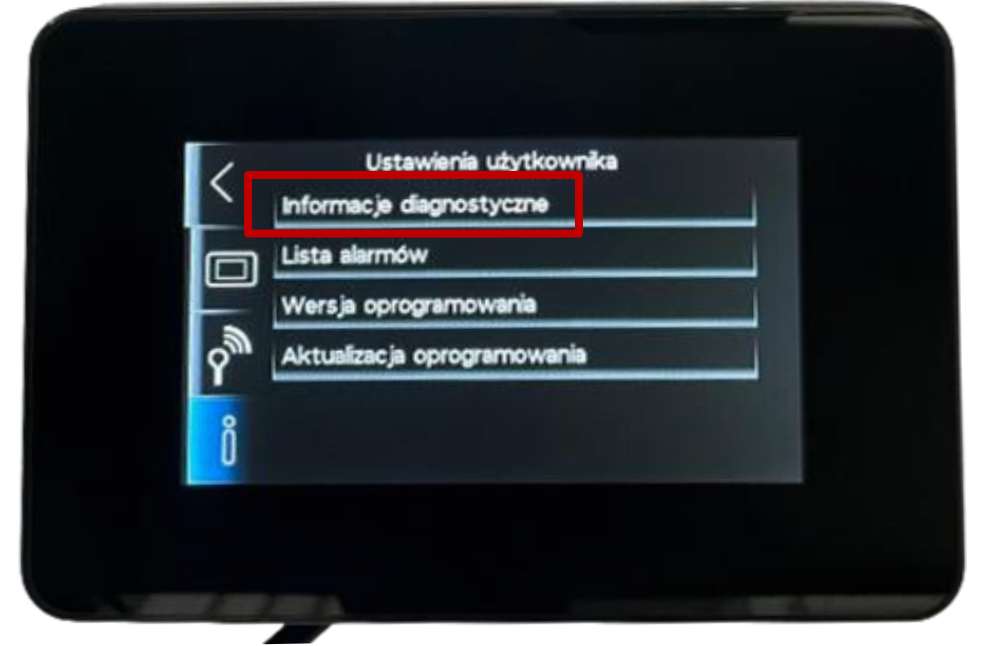 Ustawienia użytkownika
Informacje diagnostyczne
Lista alarmów
Wersja oprogramowania
Aktualizacja oprogramowania